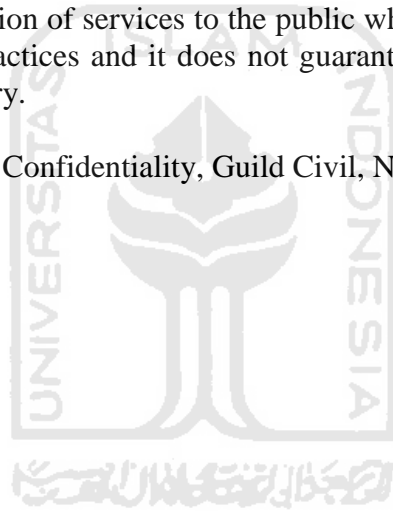 ion of services to the public wh
actices and it does not guarant
ry.
Confidentiality, Guild Civil, N
ISLAM
UNIVERSITAS
INDONESIA